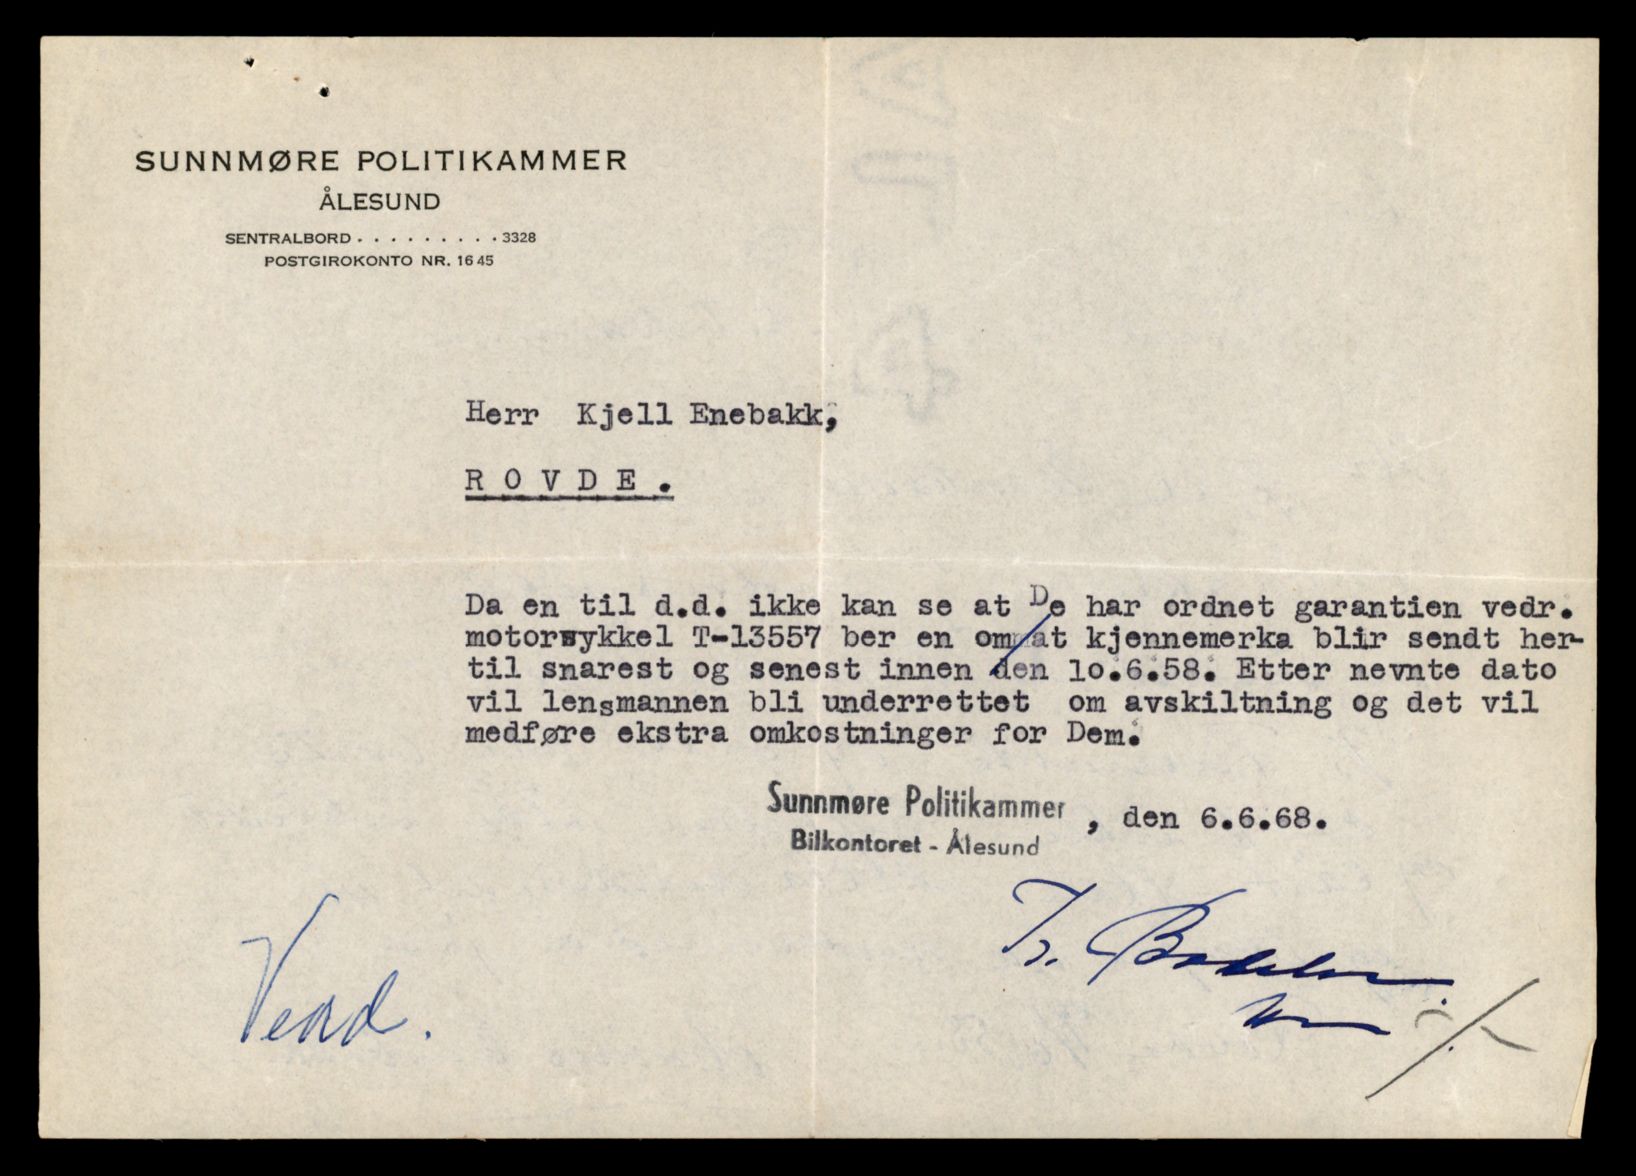 SUNNMØRE POLITIKAMMER
ÅLESUND
SENTRALBORD . . . . . . . . . 3328
POSTGIROKONTO NR. 1645
Herr Kjell Enebakk,
R O V D E .
Da en til d.d. ikke kan se at De har ordnet garantien vedr.
motorsykkel T-13557 ber en om at kjennemerka blir sendt her-
til snarest og senest innen den 10.6.58. Etter nevnte dato
vil lensmannen bli underrettet om avskiltning og det vil
medføre ekstra omkostninger for Dem.
Sunnmøre Politikammer , den 6.6.68.
Bilkontoret - Ålesund